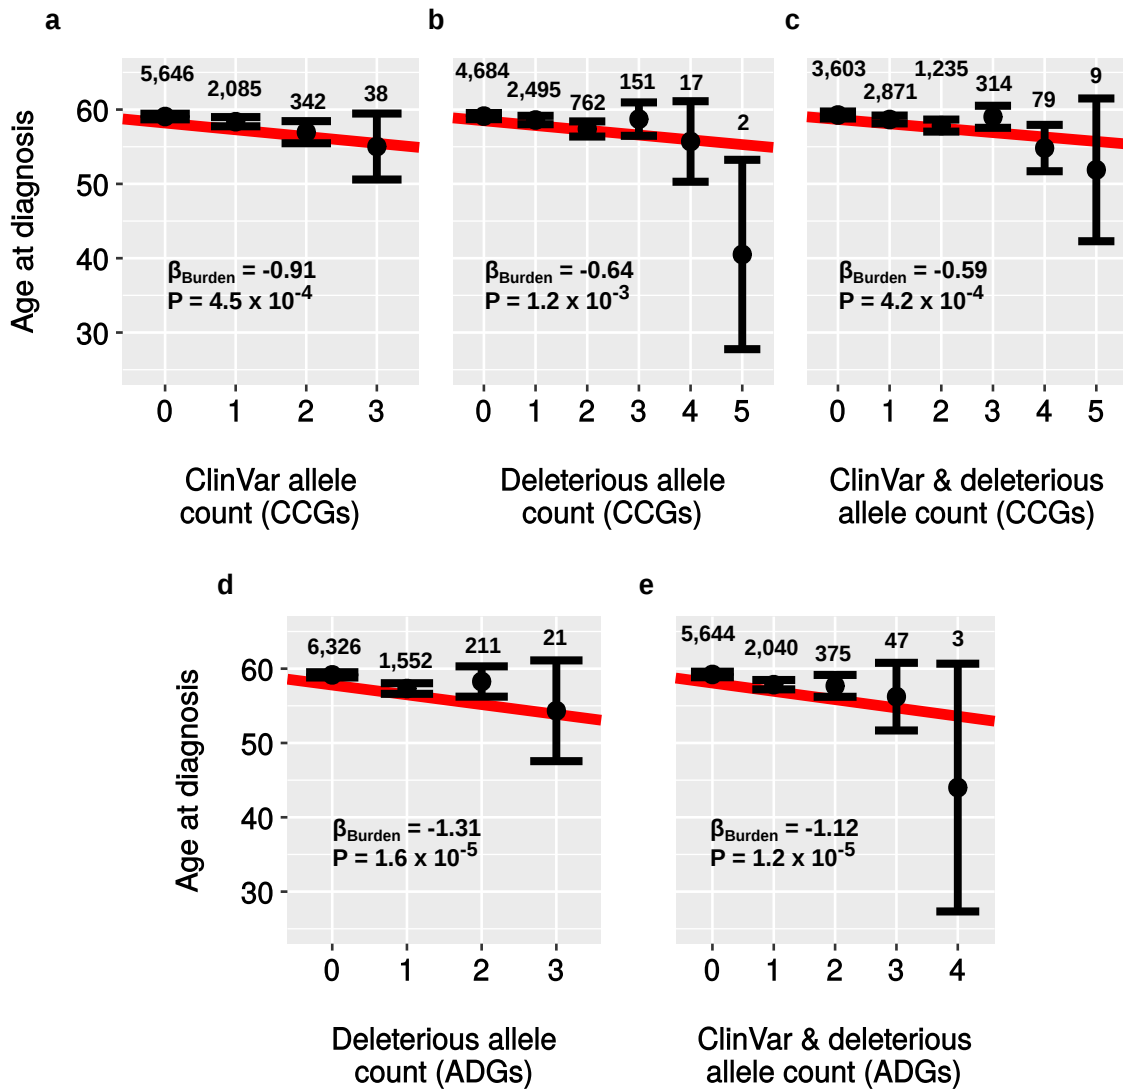 a
b
c
5,646
2,085
342
38
4,684
2,495
762
151
17
2
3,603
2,871
1,235
314
79
9
Age at diagnosis
60
50
40
30
βBurden = -0.91
P = 4.5 x 10-4
βBurden = -0.64
P = 1.2 x 10-3
βBurden = -0.59
P = 4.2 x 10-4
0 1 2 3
0 1 2 3 4 5
0 1 2 3 4 5
ClinVar allele
count (CCGs)
Deleterious allele
count (CCGs)
ClinVar & deleterious
allele count (CCGs)
d
e
6,326
1,552
211
21
5,644
2,040
375
47
3
Age at diagnosis
60
50
40
30
βBurden = -1.31
P = 1.6 x 10-5
βBurden = -1.12
P = 1.2 x 10-5
0 1 2 3
0 1 2 3 4
Deleterious allele
count (ADGs)
ClinVar & deleterious
allele count (ADGs)